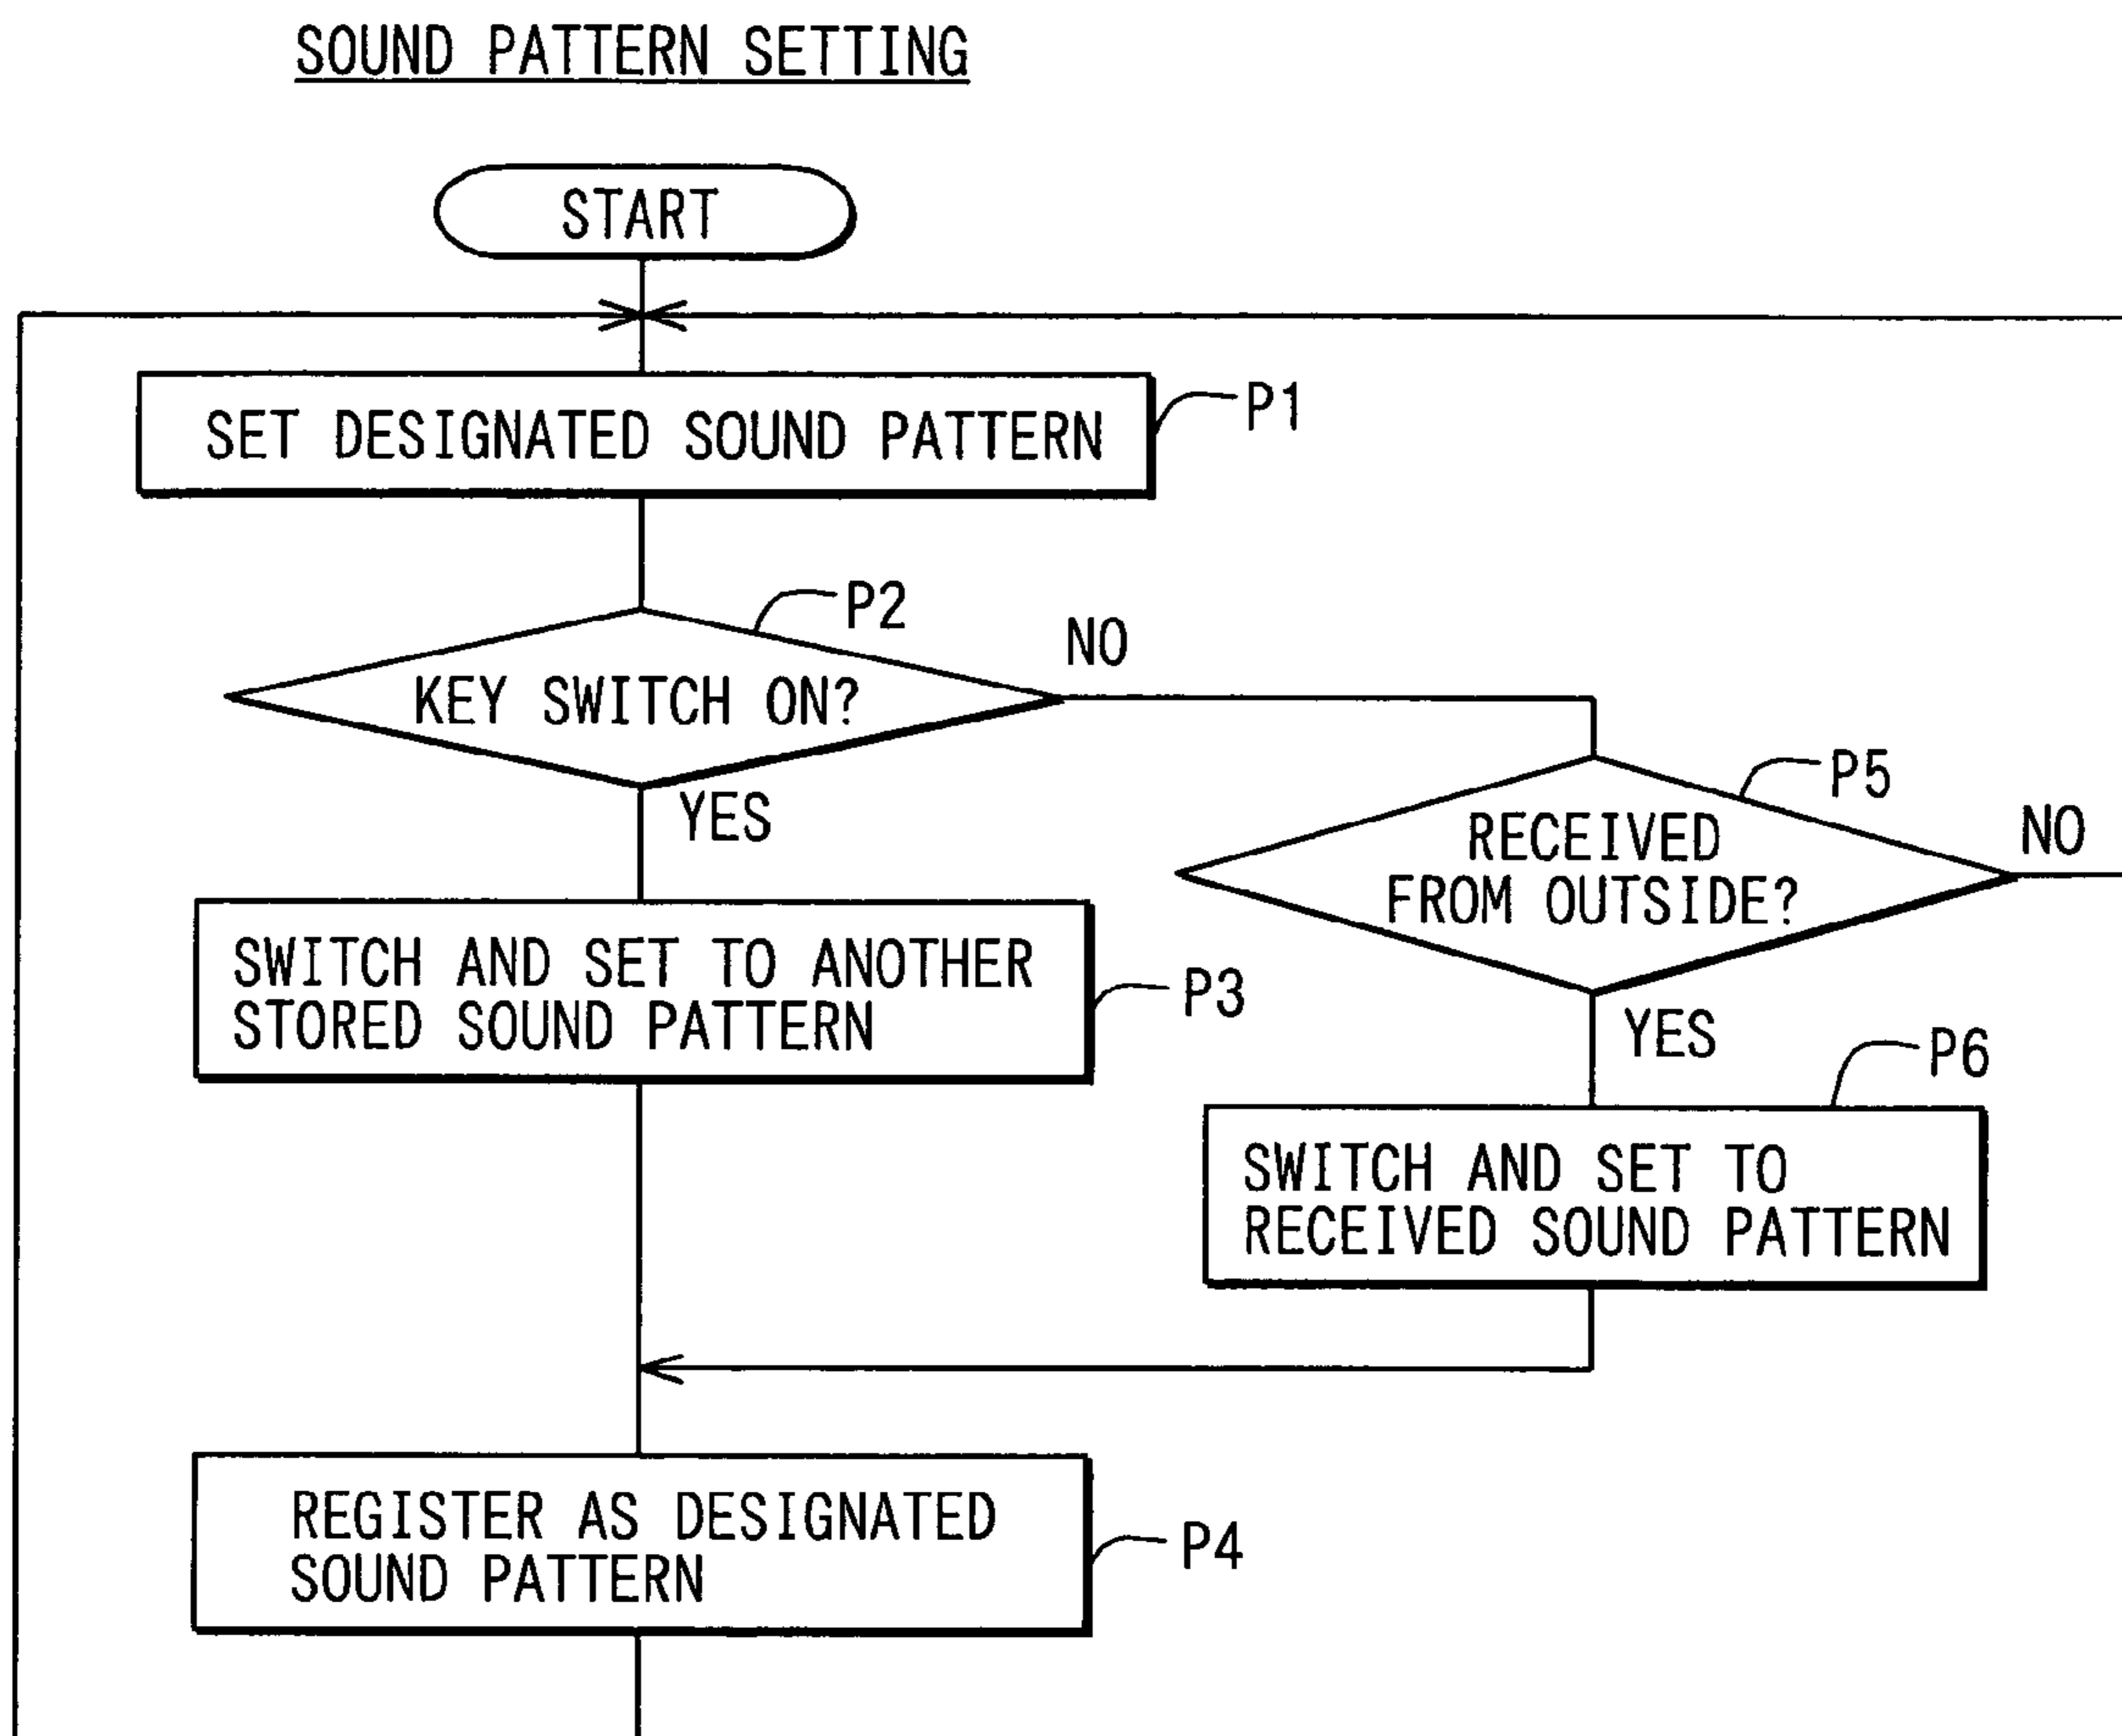 SOUND PATTERN SETTING
START
SET DESIGNATED SOUND PATTERN
P1
P2
KEY SWITCH ON?
NO
YES
P5
RECEIVED
FROM OUTSIDE?
NO
YES
SWITCH AND SET TO ANOTHER
STORED SOUND PATTERN
P3
P6
SWITCH AND SET TO
RECEIVED SOUND PATTERN
REGISTER AS DESIGNATED
SOUND PATTERN
P4